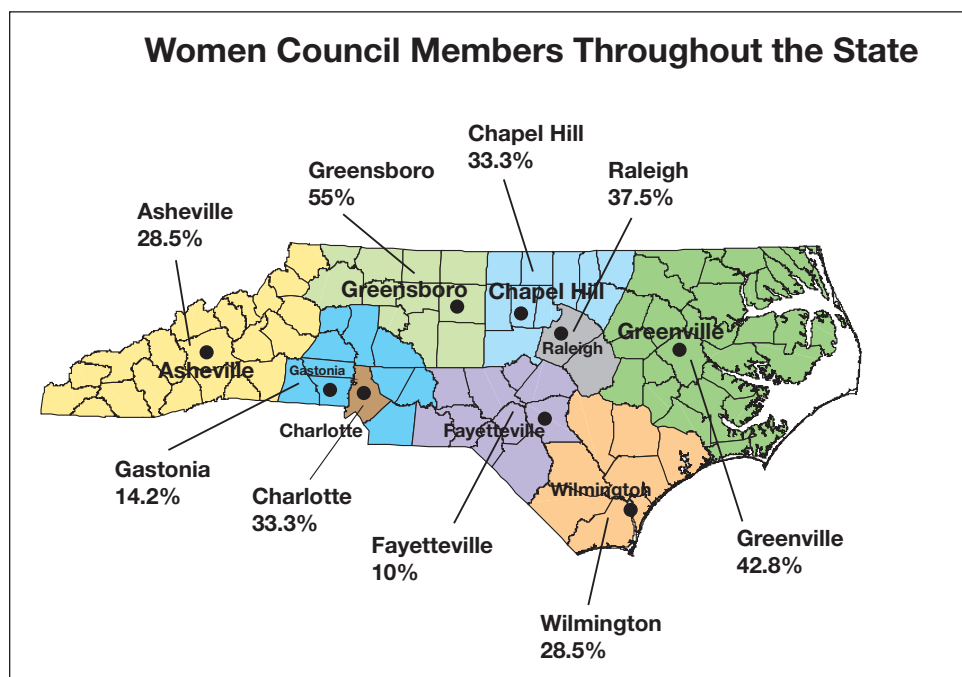 Women Council Members Throughout the State
Chapel Hill
33.3%
Greensboro
55%
Raleigh
37.5%
Asheville
28.5%
Greensboro
Chapel Hill
Greenville
Raleigh
Asheville
Gastonia
Charlotte
Fayetteville
Gastonia
14.2%
Charlotte
33.3%
Wilmington
Fayetteville
10%
Greenville
42.8%
Wilmington
28.5%